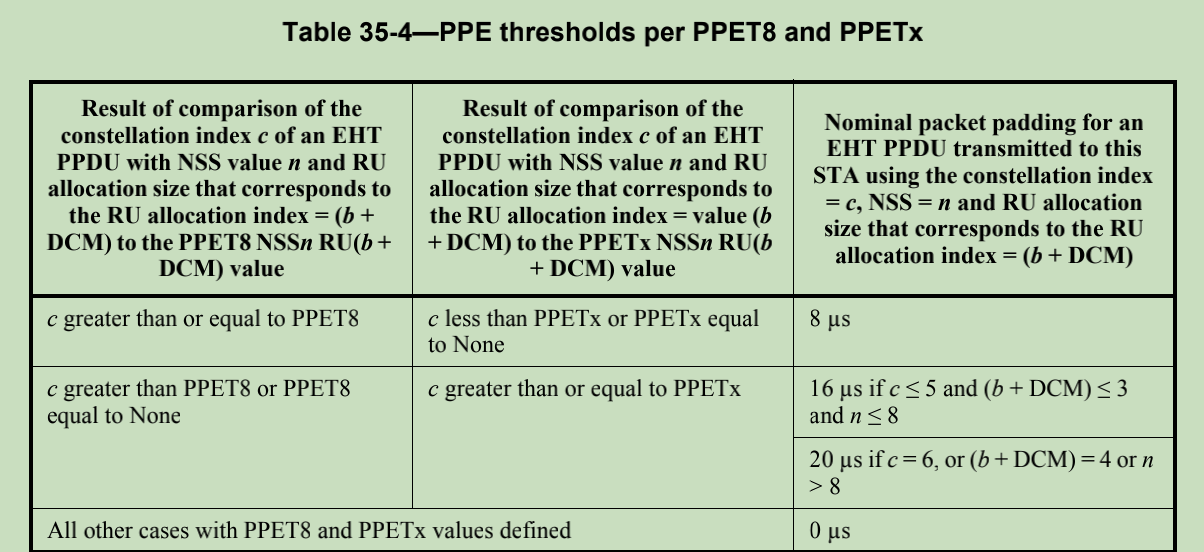 Table 35-4—PPE thresholds per PPET8 and PPETx
Result of comparison of the
constellation index c of an EHT
PPDU with NSS value n and RU
allocation size that corresponds to
the RU allocation index = (b +
DCM) to the PPET8 NSSn RU(b +
DCM) value
Result of comparison of the
constellation index c of an EHT
PPDU with NSS value n and RU
allocation size that corresponds to
the RU allocation index = value (b
+ DCM) to the PPETx NSSn RU(b
+ DCM) value
Nominal packet padding for an
EHT PPDU transmitted to this
STA using the constellation index
= c, NSS = n and RU allocation
size that corresponds to the RU
allocation index = (b + DCM)
c greater than or equal to PPET8
c less than PPETx or PPETx equal
to None
8 µs
c greater than PPET8 or PPET8
equal to None
c greater than or equal to PPETx
16 µs if c ≤ 5 and (b + DCM) ≤ 3
and n ≤ 8
20 µs if c = 6, or (b + DCM) = 4 or n
> 8
All other cases with PPET8 and PPETx values defined
0 µs